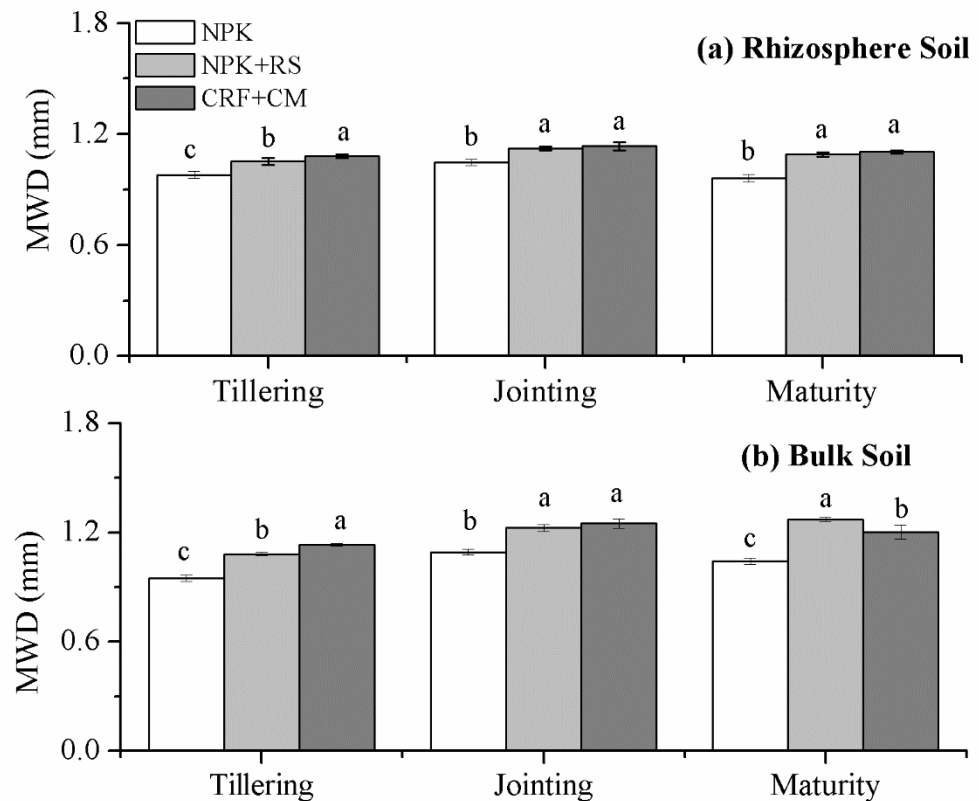 1.8
NPK
NPK+RS
CRF+CM
(a) Rhizosphere Soil
MWD (mm)
1.2
c b a
b a a
b a a
0.6
0.0
Tillering Jointing Maturity
1.8
(b) Bulk Soil
MWD (mm)
1.2
c b a
b a a
c a b
0.6
0.0
Tillering Jointing Maturity